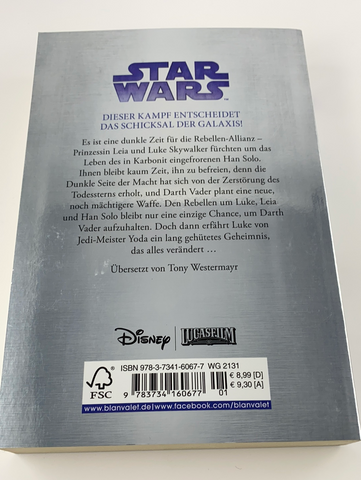 STAR
WARS
DIESER KAMPF ENTSCHEIDET
DAS SCHICKSAL DER GALAXIS!
Es ist eine dunkle Zeit für die Rebellen-Allianz –
Prinzessin Leia und Luke Skywalker fürchten um das
Leben des in Karbonit eingefrorenen Han Solo.
Ihnen bleibt kaum Zeit, ihn zu befreien, denn die
Dunkle Seite der Macht hat sich von der Zerstörung des
Todessterns erholt, und Darth Vader plant eine neue,
noch mächtigere Waffe. Den Rebellen um Luke, Leia
und Han Solo bleibt nur eine einzige Chance, um Darth
Vader aufzuhalten. Doch dann erfährt Luke von
Jedi-Meister Yoda ein lang gehütetes Geheimnis,
das alles verändert ...
Übersetzt von Tony Westermayr
Disney
LUCASFILM
ISBN 978-3-7341-6067-7 WG 2131
€ 8,99 [D]
€ 9,30 [A]
FSC
9 783734 160677 01
www.blanvalet.de|www.facebook.com/blanvalet